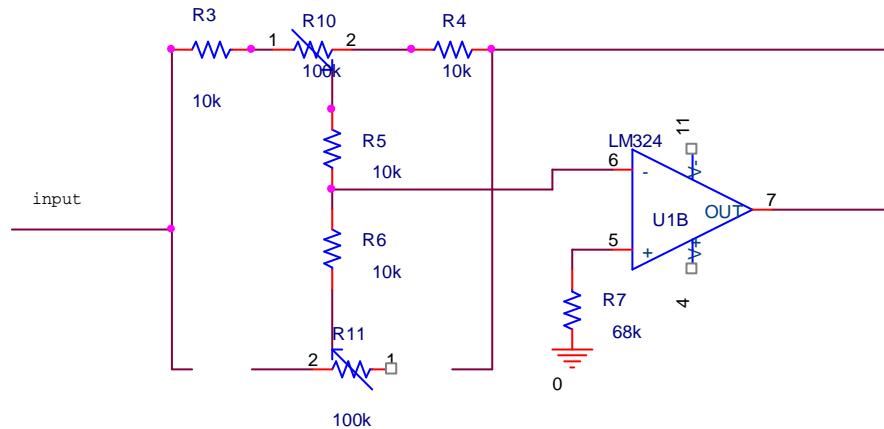 R3
R10
R4
1
2
10k
100k
10k
R5
10k
LM324
11
6
-
V-
input
U1B
OUT
7
R6
10k
5
+
V+
4
R7
68k
R11
2
1
0
100k